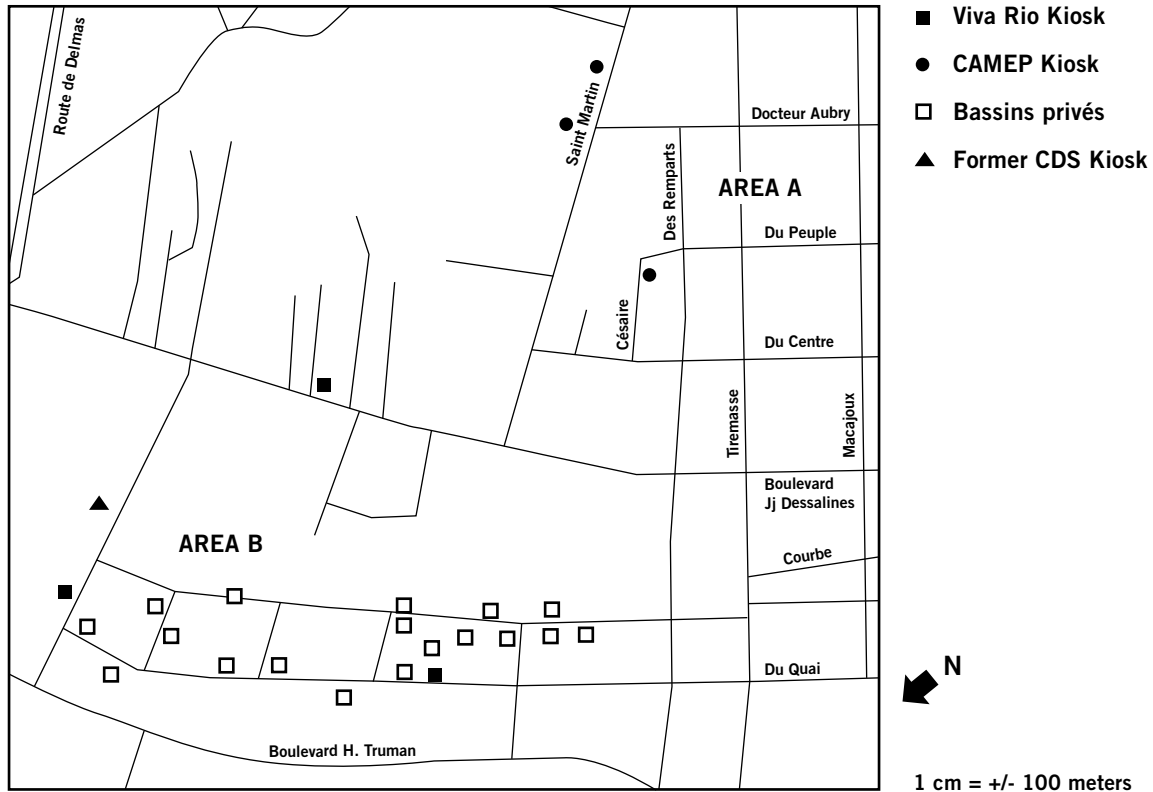 Viva Rio Kiosk
CAMEP Kiosk
Bassins privés
Former CDS Kiosk
Route de Delmas
Saint Martin
Docteur Aubry
Des Remparts
AREA A
Du Peuple
Césaire
Du Centre
Tiremasse
Macajoux
Boulevard
Jj Dessalines
AREA B
Courbe
Du Quai
N
Boulevard H. Truman
1 cm = +/- 100 meters